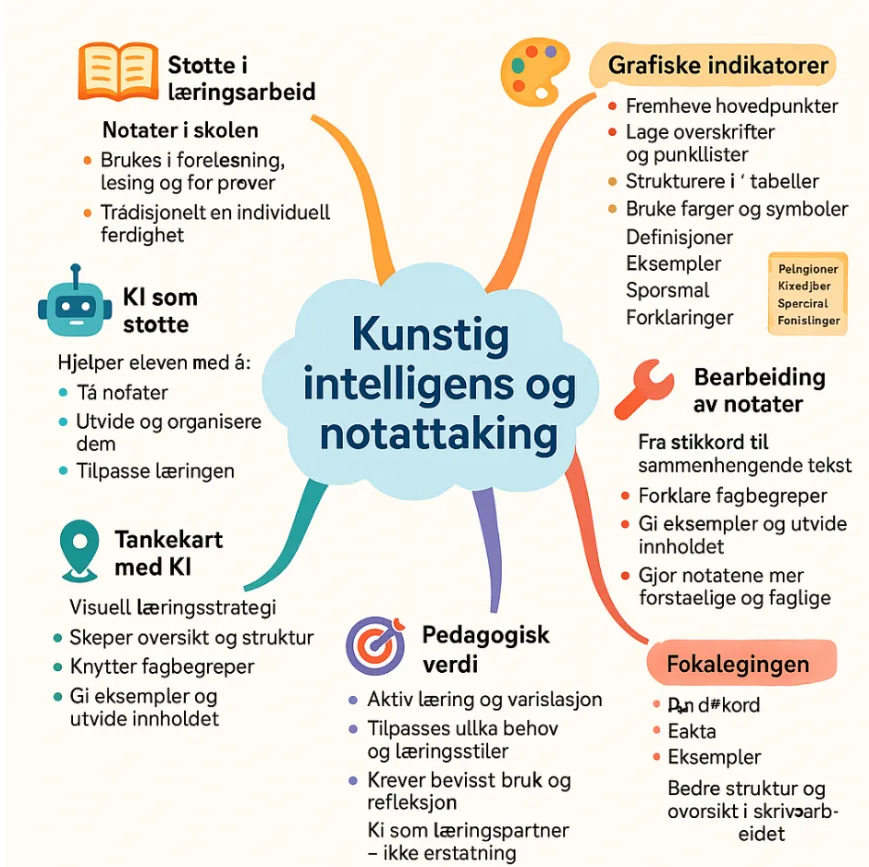 Støtte i
læringsarbeid
Notater i skolen
Brukes i forelesning,
lesing og for prøver
Trádisjonelt en individuell
ferdighet
KI som
støtte
Hjelper eleven med á:
Tá nofater
Utvide og organisere
dem
Tilpasse læringen
Tankekart
med KI
Visuell læringsstrategi
Skeper oversikt og struktur
Knytter fagbegreper
Gi eksempler og
utvide innholdet
Kunstig
intelligens og
notattaking
Pedagogisk
verdi
Aktiv læring og varislasjon
Tilpasses ullka behov
og læringsstiler
Krever bevisst bruk og
refleksjon
Ki som læringspartner
– ikke erstatning
Grafiske indikatorer
Fremheve hovedpunkter
Lage overskrifter
og punkllister
Strukturere i ‘ tabeller
Bruke farger og symboler
Definisjoner
Eksempler
Sporsmal
Forklaringer
Pelngioner
Kixedjber
Sperciral
Fonislinger
Bearbeiding
av notater
Fra stikkord til
sammenhengende tekst
Forklare fagbegreper
Gi eksempler og utvide
innholdet
Gjor notatene mer
forstaelige og faglige
Fokalegingen
Eakta
Eksempler
Bedre struktur og
ovorsikt i skrivɔarb-
eidet